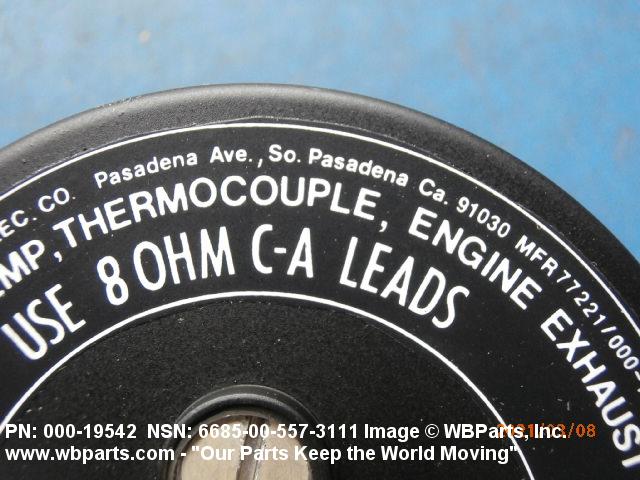 EC. CO. Pasadena Ave., So. Pasadena Ca. 91030 MFR 77221/000-
EMP, THERMOCOUPLE, ENGINE EXHAUST
USE 8 OHM C-A LEADS
PN: 000-19542 NSN: 6685-00-557-3111 Image © WBParts, Inc.
www.wbparts.com - "Our Parts Keep the World Moving"